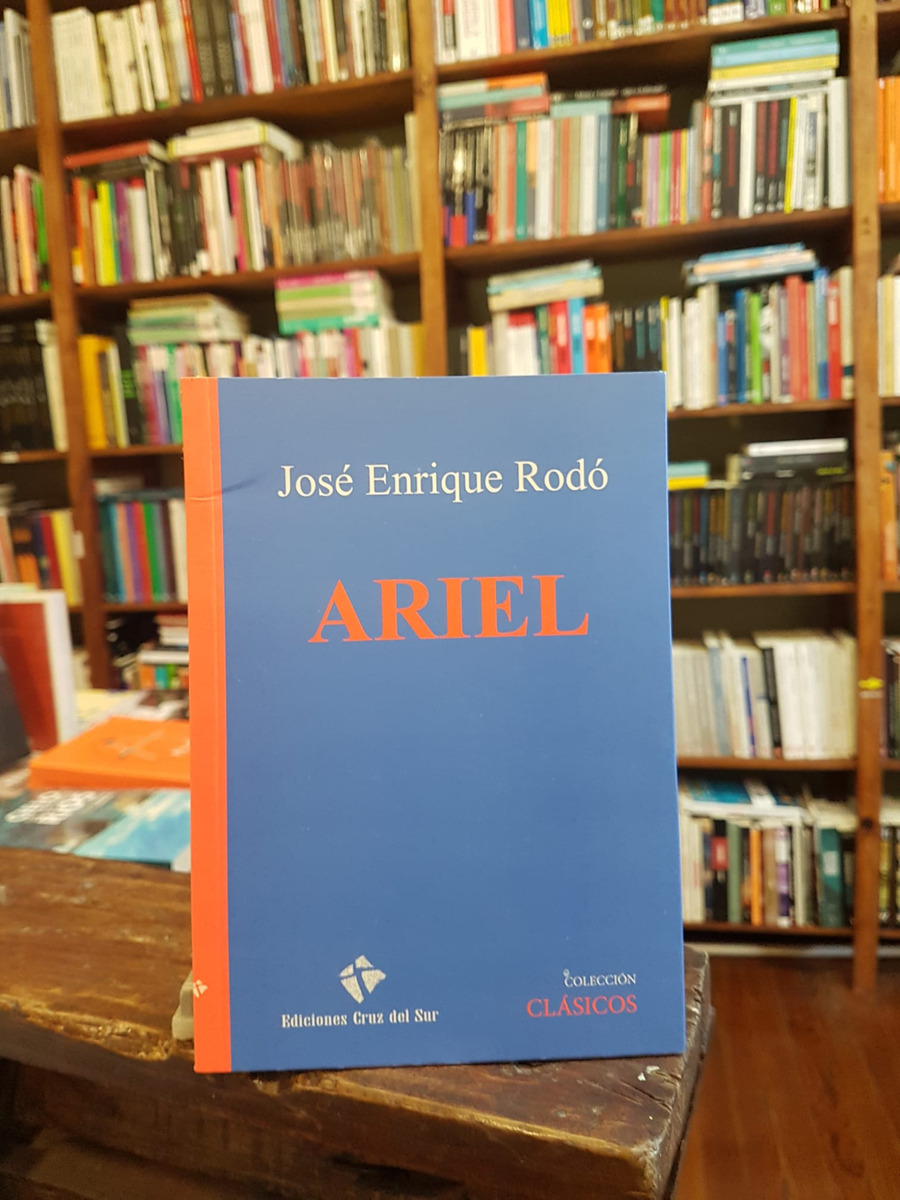 José Enrique Rodó
ARIEL
Ediciones Cruz del Sur
COLECCIÓN
CLÁSICOS